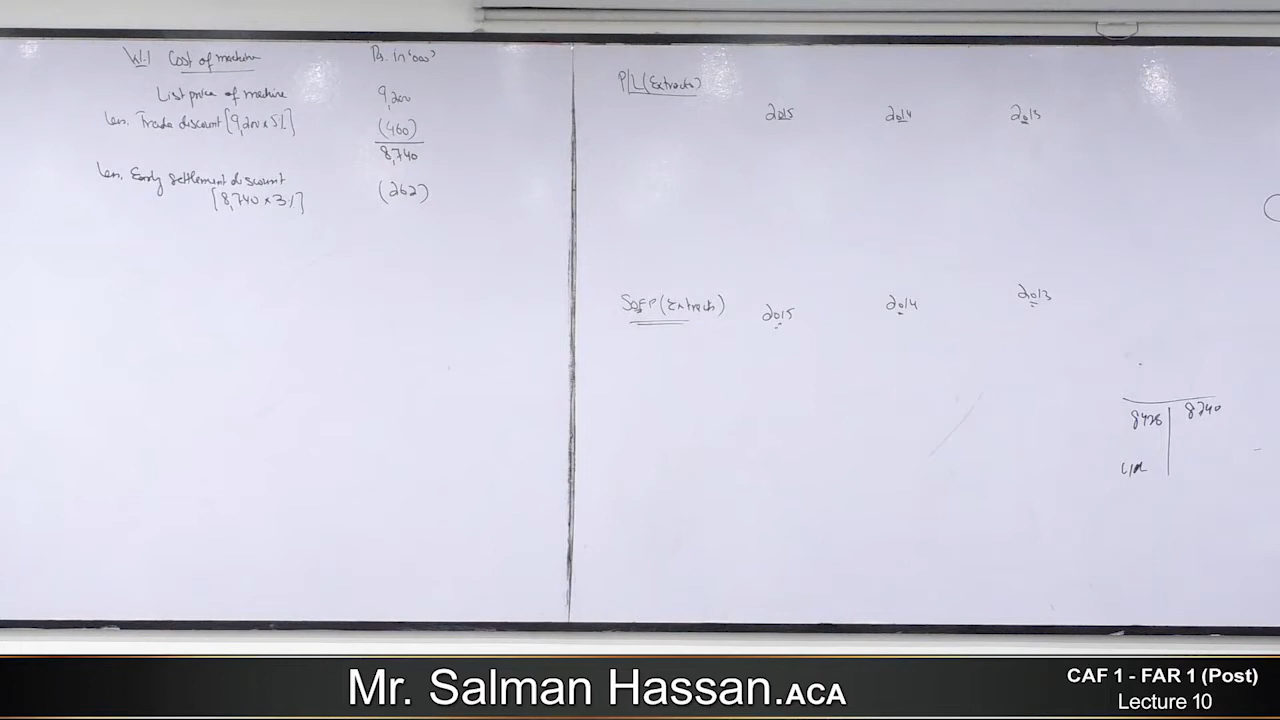 W-1 Cost of machine Rs. in '000'
List price of machine 9,200
Less. Trade discount [9,200 x 5%] (460)
8,740
Less. Early settlement discount
[8,740 x 3%] (262)
P/L (Extracts)
2015 2014 2013
SOFP (Extracts)
2015 2014 2013
8478 8740
Mr. Salman Hassan.ACA
CAF 1 - FAR 1 (Post)
Lecture 10